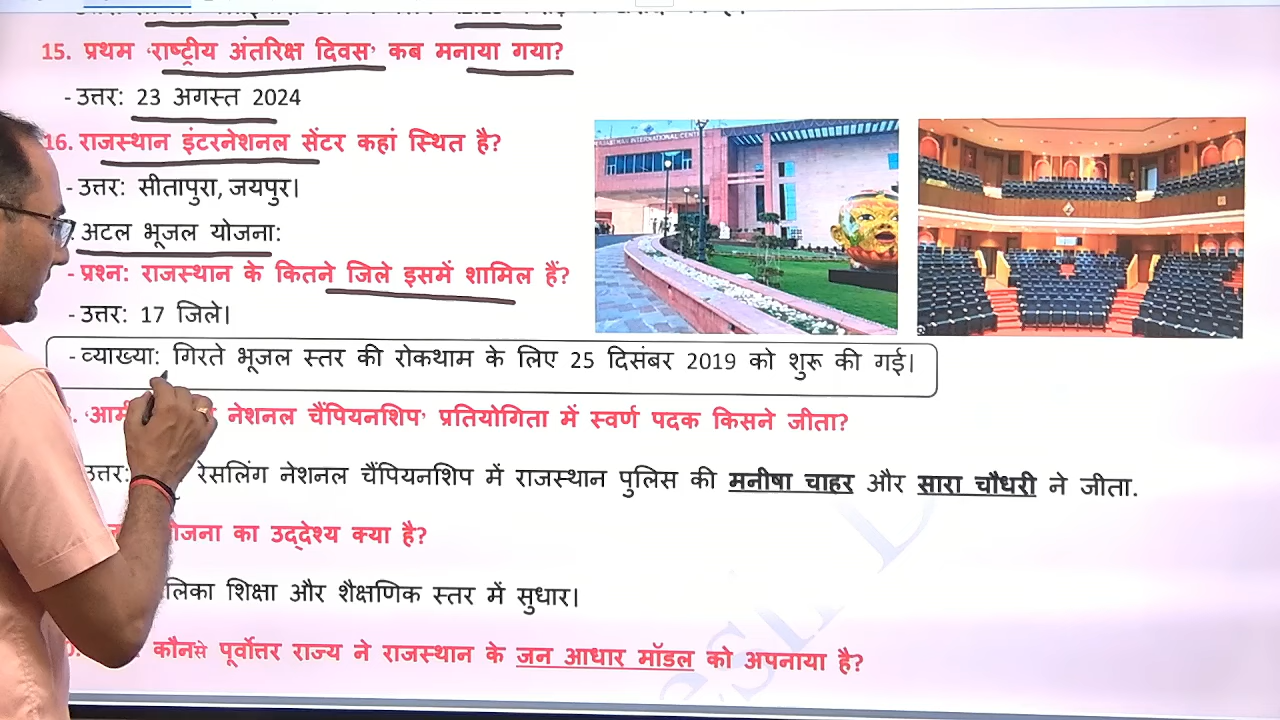 15. प्रथम ‘राष्ट्रीय अंतरिक्ष दिवस’ कब मनाया गया?
- उत्तर: 23 अगस्त 2024
16. राजस्थान इंटरनेशनल सेंटर कहां स्थित है?
- उत्तर: सीतापुरा, जयपुर।
अटल भूजल योजना:
- प्रश्न: राजस्थान के कितने जिले इसमें शामिल हैं?
- उत्तर: 17 जिले।
- व्याख्या: गिरते भूजल स्तर की रोकथाम के लिए 25 दिसंबर 2019 को शुरू की गई।
नेशनल चैंपियनशिप’ प्रतियोगिता में स्वर्ण पदक किसने जीता?
उत्तर: रेसलिंग नेशनल चैंपियनशिप में राजस्थान पुलिस की मनीषा चाहर और सारा चौधरी ने जीता.
का उद्देश्य क्या है?
शिक्षा और शैक्षणिक स्तर में सुधार।
कौनसे पूर्वोत्तर राज्य ने राजस्थान के जन आधार मॉडल को अपनाया है?